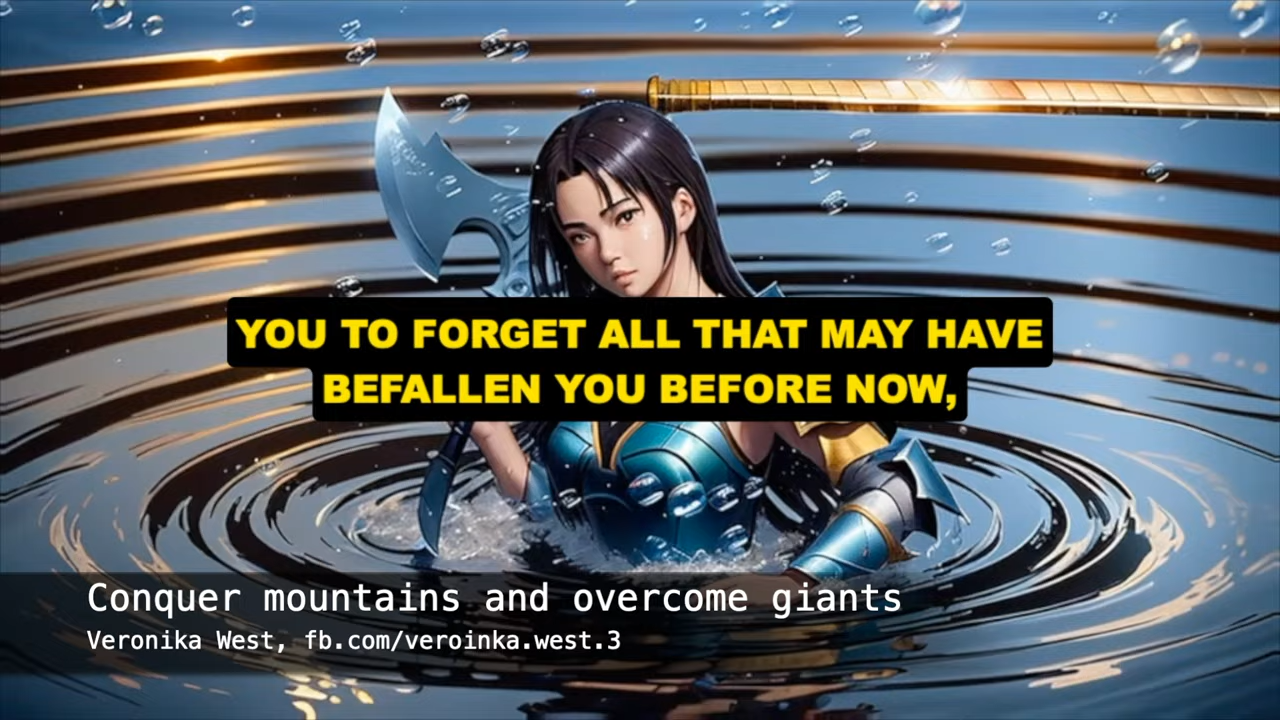 YOU TO FORGET ALL THAT MAY HAVE
BEFALLEN YOU BEFORE NOW,
Conquer mountains and overcome giants
Veronika West, fb.com/veroinka.west.3